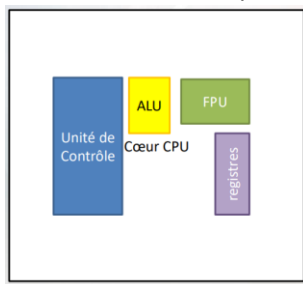 ALU
FPU
Unité de
Contrôle
Cœur CPU
registres